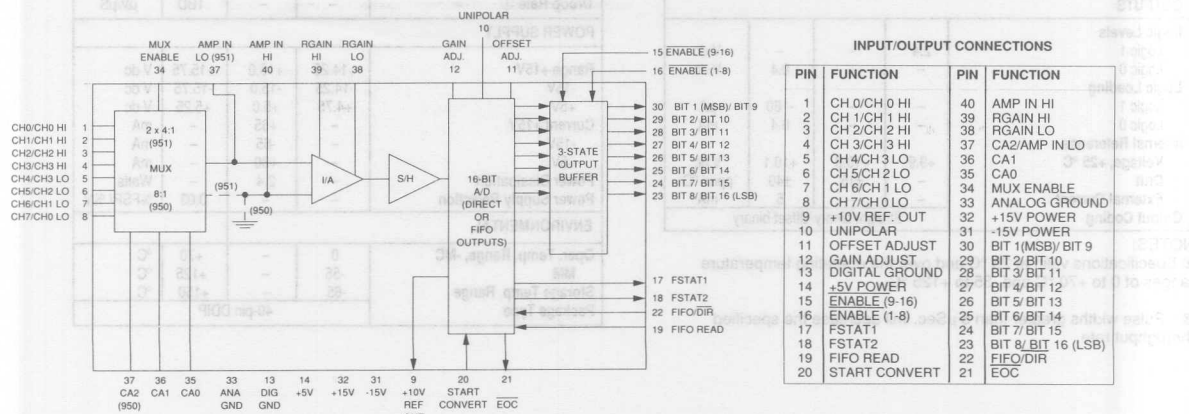 UNIPOLAR
10
MUX ENABLE 34
AMP IN LO (951) 37
AMP IN HI 40
RGAIN HI 39
RGAIN LO 38
GAIN ADJ. 12
OFFSET ADJ. 11
15 ENABLE (9-16)
16 ENABLE (1-8)
CH0/CH0 HI 1
CH1/CH1 HI 2
CH2/CH2 HI 3
CH3/CH3 HI 4
CH4/CH3 LO 5
CH5/CH2 LO 6
CH6/CH1 LO 7
CH7/CH0 LO 8
2 x 4:1
(951)
MUX
8:1
(950)
(951)
(950)
I/A
S/H
16-BIT
A/D
(DIRECT
OR
FIFO
OUTPUTS)
3-STATE
OUTPUT
BUFFER
30 BIT 1 (MSB)/ BIT 9
29 BIT 2/ BIT 10
28 BIT 3/ BIT 11
27 BIT 4/ BIT 12
26 BIT 5/ BIT 13
25 BIT 6/ BIT 14
24 BIT 7/ BIT 15
23 BIT 8/ BIT 16 (LSB)
17 FSTAT1
18 FSTAT2
22 FIFO/DIR
19 FIFO READ
37 CA2 (950)
36 CA1
35 CA0
33 ANA GND
13 DIG GND
14 +5V
32 +15V
31 -15V
9 +10V REF
20 START CONVERT
21 EOC
INPUT/OUTPUT CONNECTIONS
PIN FUNCTION PIN FUNCTION
1 CH 0/CH 0 HI 40 AMP IN HI
2 CH 1/CH 1 HI 39 RGAIN HI
3 CH 2/CH 2 HI 38 RGAIN LO
4 CH 3/CH 3 HI 37 CA2/AMP IN LO
5 CH 4/CH 3 LO 36 CA1
6 CH 5/CH 2 LO 35 CA0
7 CH 6/CH 1 LO 34 MUX ENABLE
8 CH 7/CH 0 LO 33 ANALOG GROUND
9 +10V REF. OUT 32 +15V POWER
10 UNIPOLAR 31 -15V POWER
11 OFFSET ADJUST 30 BIT 1(MSB)/ BIT 9
12 GAIN ADJUST 29 BIT 2/ BIT 10
13 DIGITAL GROUND 28 BIT 3/ BIT 11
14 +5V POWER 27 BIT 4/ BIT 12
15 ENABLE (9-16) 26 BIT 5/ BIT 13
16 ENABLE (1-8) 25 BIT 6/ BIT 14
17 FSTAT1 24 BIT 7/ BIT 15
18 FSTAT2 23 BIT 8/ BIT 16 (LSB)
19 FIFO READ 22 FIFO/DIR
20 START CONVERT 21 EOC